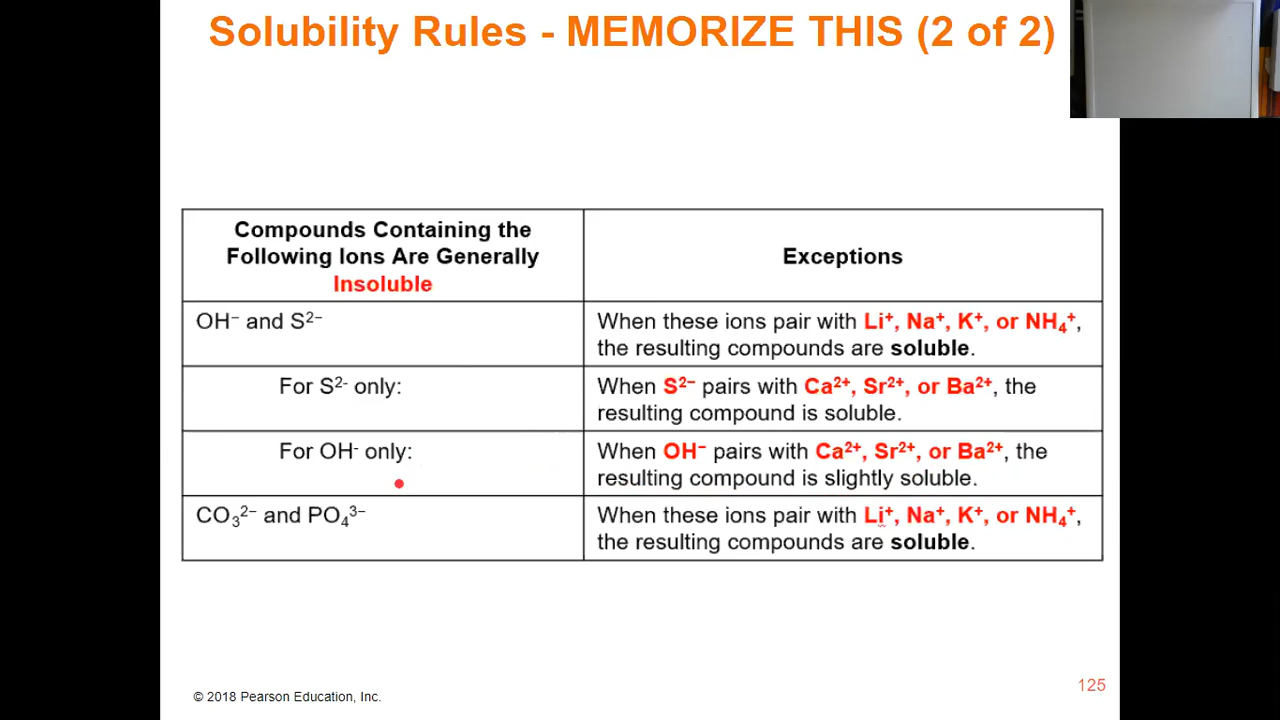 Solubility Rules - MEMORIZE THIS (2 of 2)
Compounds Containing the
Following Ions Are Generally
Insoluble
Exceptions
OH⁻ and S²⁻
When these ions pair with Li⁺, Na⁺, K⁺, or NH₄⁺,
the resulting compounds are soluble.
For S²⁻ only:
When S²⁻ pairs with Ca²⁺, Sr²⁺, or Ba²⁺, the
resulting compound is soluble.
For OH⁻ only:
When OH⁻ pairs with Ca²⁺, Sr²⁺, or Ba²⁺, the
resulting compound is slightly soluble.
CO₃²⁻ and PO₄³⁻
When these ions pair with Li⁺, Na⁺, K⁺, or NH₄⁺,
the resulting compounds are soluble.
© 2018 Pearson Education, Inc.
125